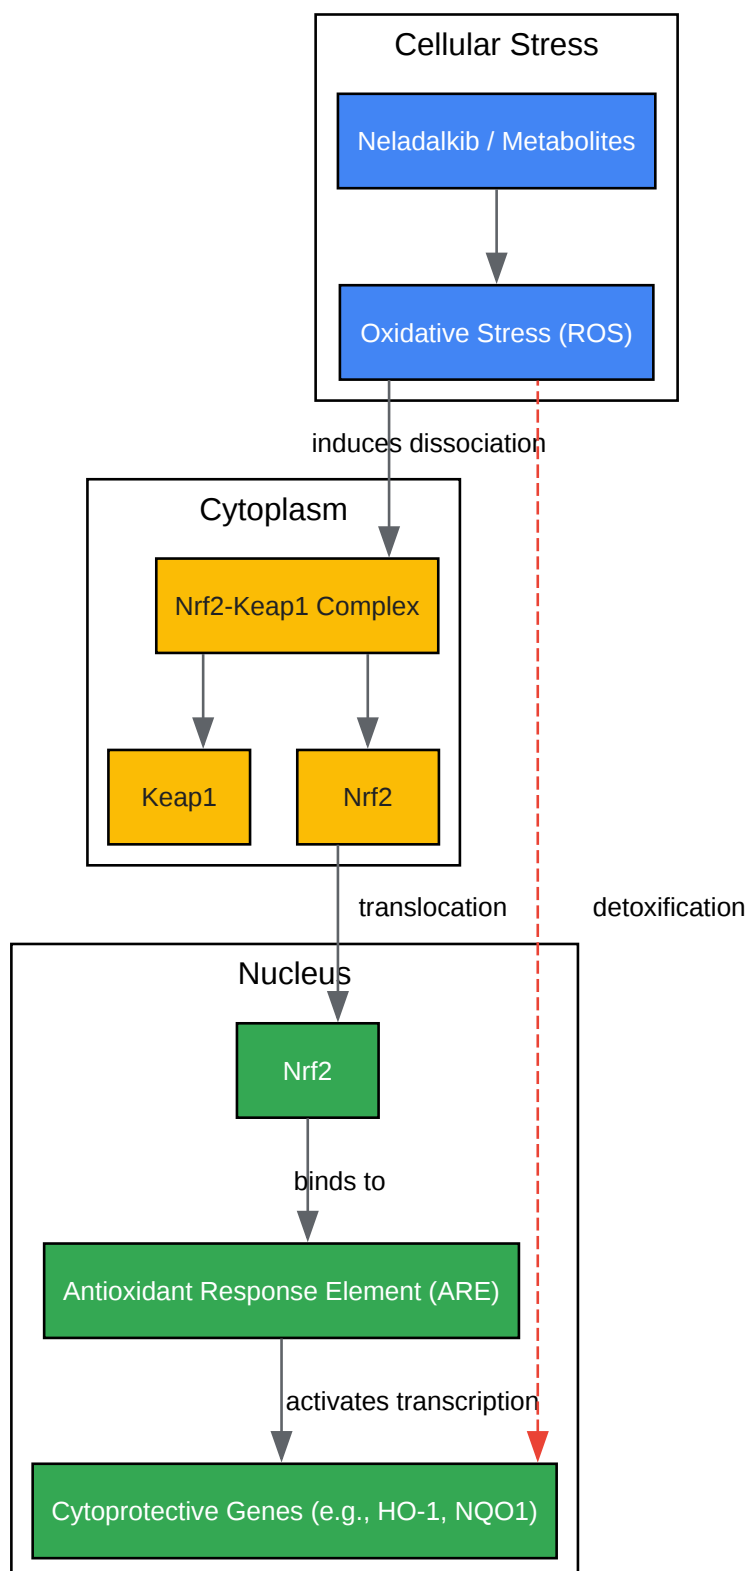 Cellular Stress
Neladalkib / Metabolites
Oxidative Stress (ROS)
induces dissociation
Cytoplasm
Nrf2-Keap1 Complex
Keap1
Nrf2
translocation
detoxification
Nucleus
Nrf2
binds to
Antioxidant Response Element (ARE)
activates transcription
Cytoprotective Genes (e.g., HO-1, NQO1)